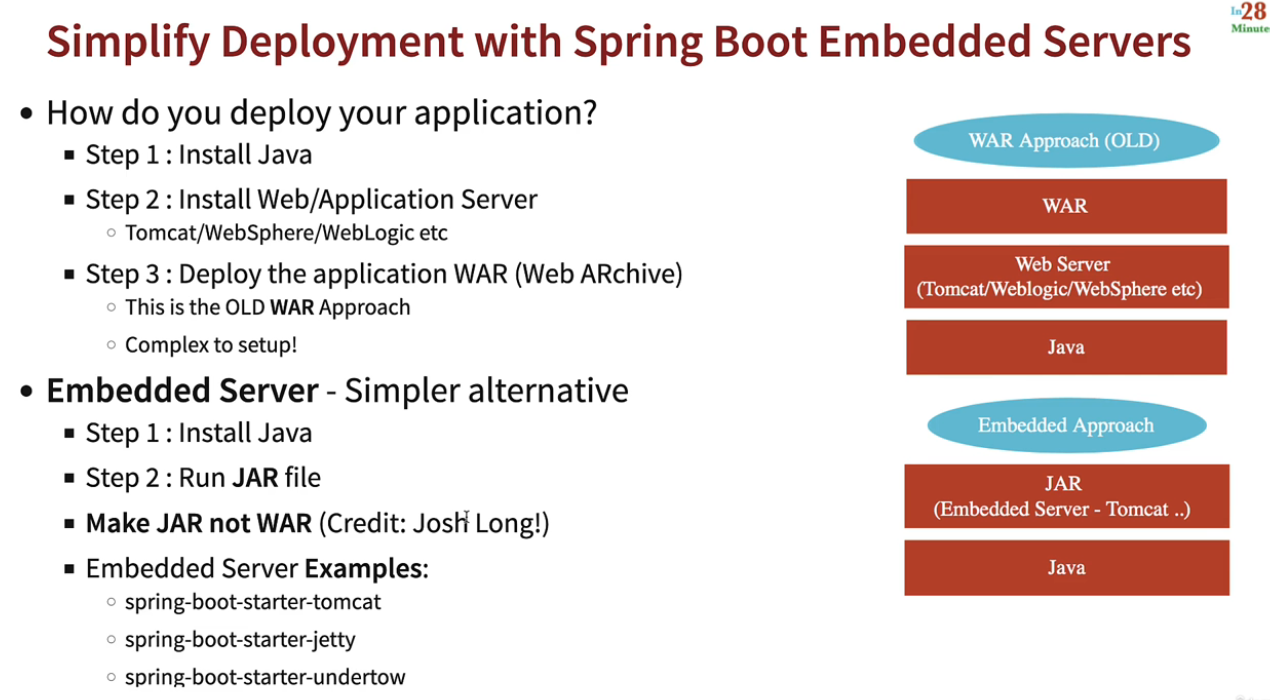 In28
Minute
Simplify Deployment with Spring Boot Embedded Servers
• How do you deploy your application?
▪ Step 1 : Install Java
▪ Step 2 : Install Web/Application Server
○ Tomcat/WebSphere/WebLogic etc
▪ Step 3 : Deploy the application WAR (Web ARchive)
○ This is the OLD WAR Approach
○ Complex to setup!
• Embedded Server - Simpler alternative
▪ Step 1 : Install Java
▪ Step 2 : Run JAR file
▪ Make JAR not WAR (Credit: Josh Long!)
▪ Embedded Server Examples:
○ spring-boot-starter-tomcat
○ spring-boot-starter-jetty
○ spring-boot-starter-undertow
WAR Approach (OLD)
WAR
Web Server
(Tomcat/Weblogic/WebSphere etc)
Java
Embedded Approach
JAR
(Embedded Server - Tomcat ..)
Java